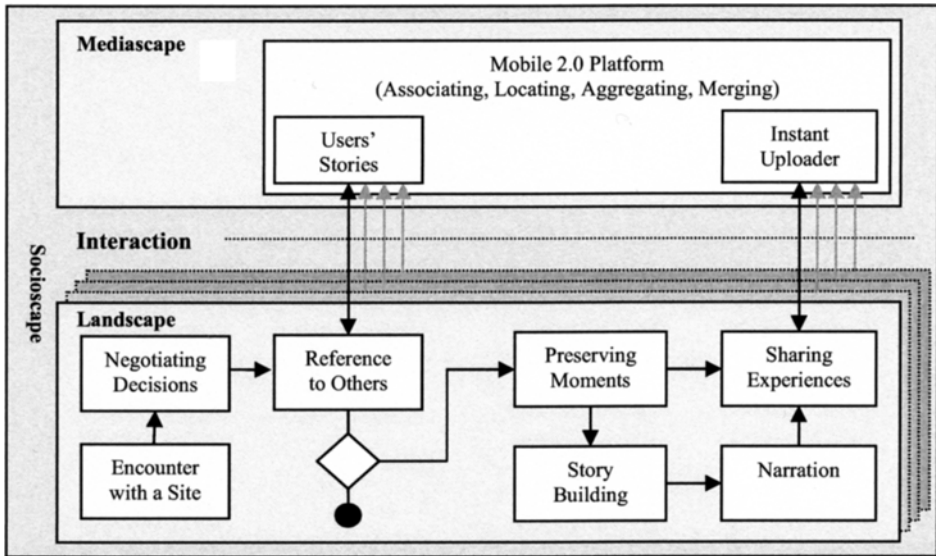 Mediascape
Mobile 2.0 Platform
(Associating, Locating, Aggregating, Merging)
Users'
Stories
Instant
Uploader
Socioscape
Interaction
Landscape
Negotiating
Decisions
Reference
to Others
Preserving
Moments
Sharing
Experiences
Encounter
with a Site
Story
Building
Narration